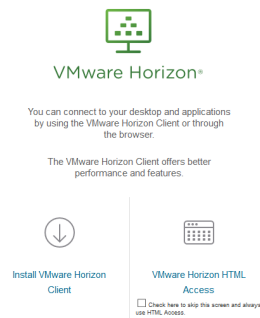 VMware Horizon®
You can connect to your desktop and applications
by using the VMware Horizon Client or through
the browser.
The VMware Horizon Client offers better
performance and features.
Install VMware Horizon
Client
VMware Horizon HTML
Access
Check here to skip this screen and always
use HTML Access.